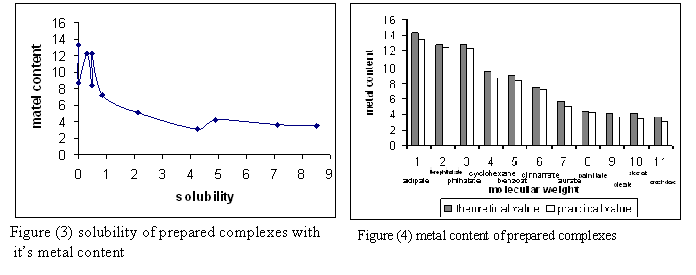 16
14
12
10
8
6
4
2
0
matel content
0 1 2 3 4 5 6 7 8 9
solubility
Figure (3) solubility of prepared complexes with
it's metal content
16
14
12
10
8
6
4
2
0
metal content
1 2 3 4 5 6 7 8 9 10 11
adipate
phthalate
cyclohexane
benzoat
cinnarrate
laurate
palmitate
oleate
molecular weight
theoretical value
practical value
Figure (4) metal content of prepared complexes